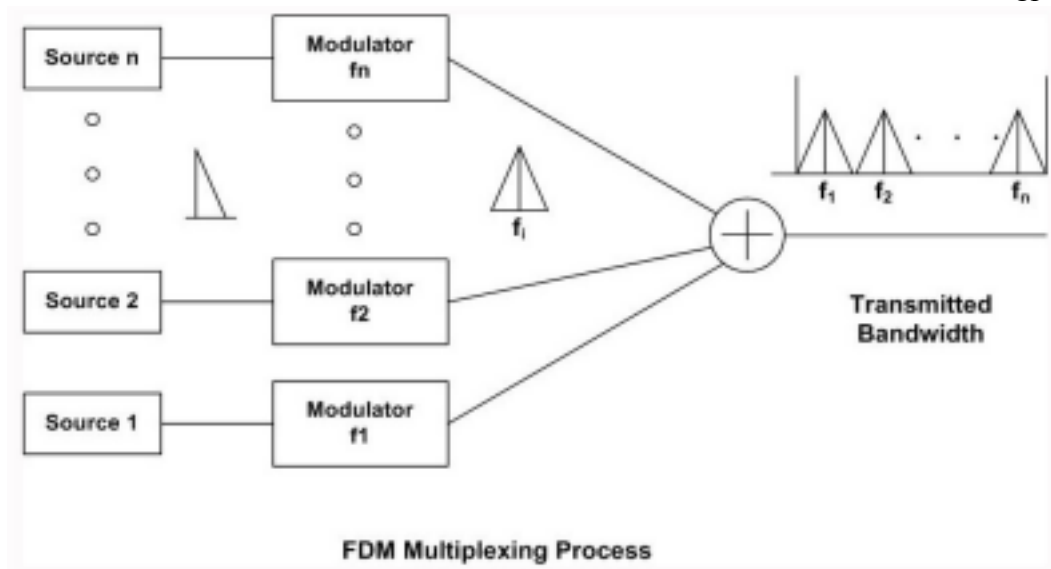 Source n
Modulator
fn
f1
f2
fn
fi
Source 2
Modulator
f2
Transmitted
Bandwidth
Source 1
Modulator
f1
FDM Multiplexing Process